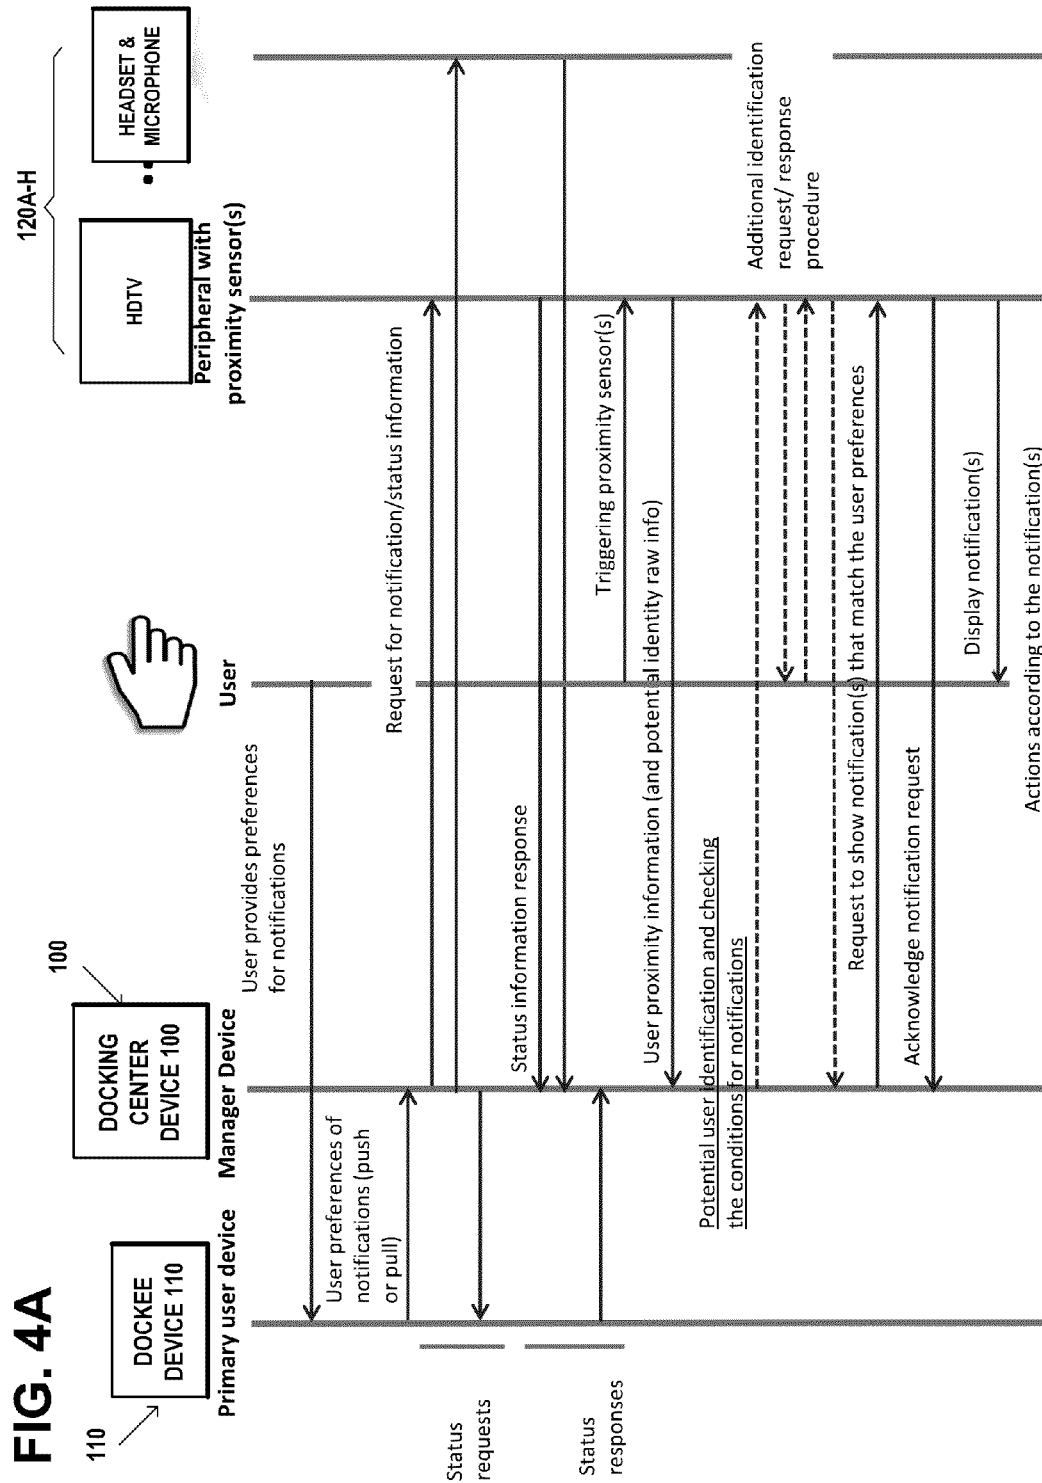 FIG. 4A
110
DOCKEE
DEVICE 110
Primary user device
100
DOCKING
CENTER
DEVICE 100
Manager Device
User
120A-H
HDTV
Peripheral with
proximity sensor(s)
HEADSET &
MICROPHONE
User provides preferences
for notifications
User preferences of
notifications (push
or pull)
Request for notification/status information
Status
requests
Status information response
Status
responses
Triggering proximity sensor(s)
User proximity information (and potential identity raw info)
Potential user identification and checking
the conditions for notifications
Additional identification
request/ response
procedure
Request to show notification(s) that match the user preferences
Acknowledge notification request
Display notification(s)
Actions according to the notification(s)